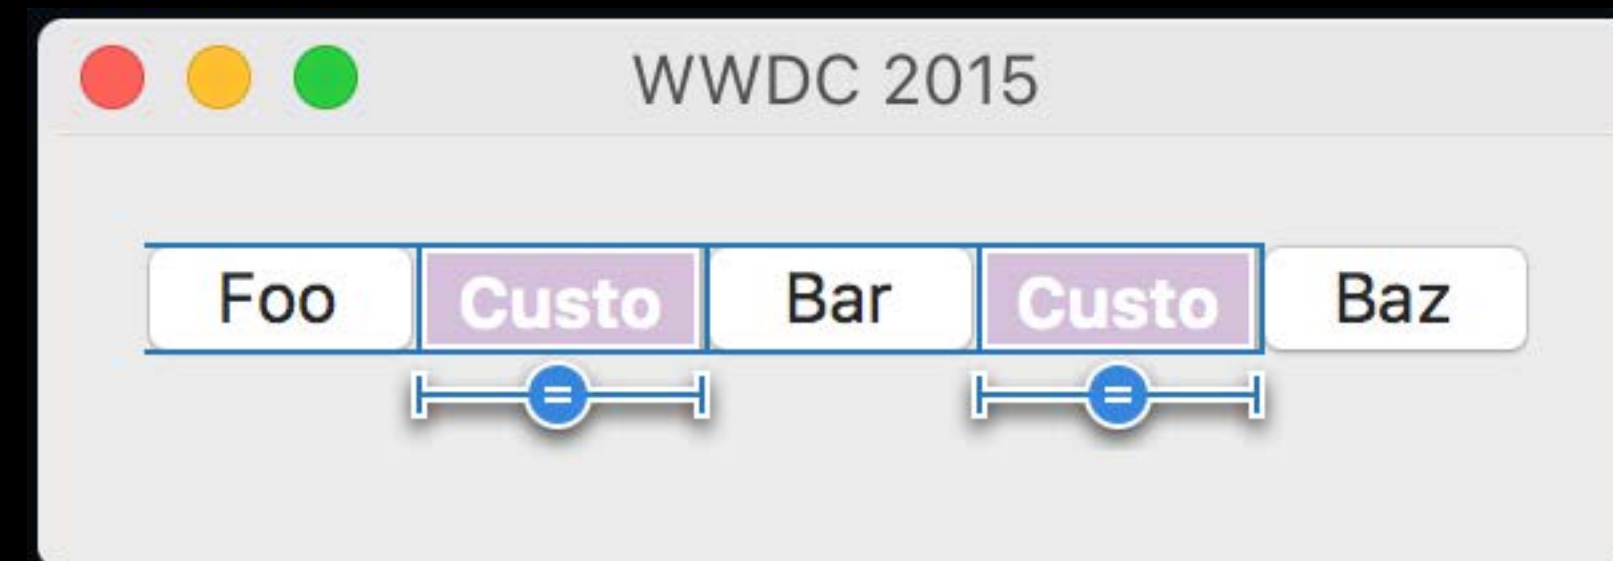 WWDC 2015
Foo Custo Bar Custo Baz
= =